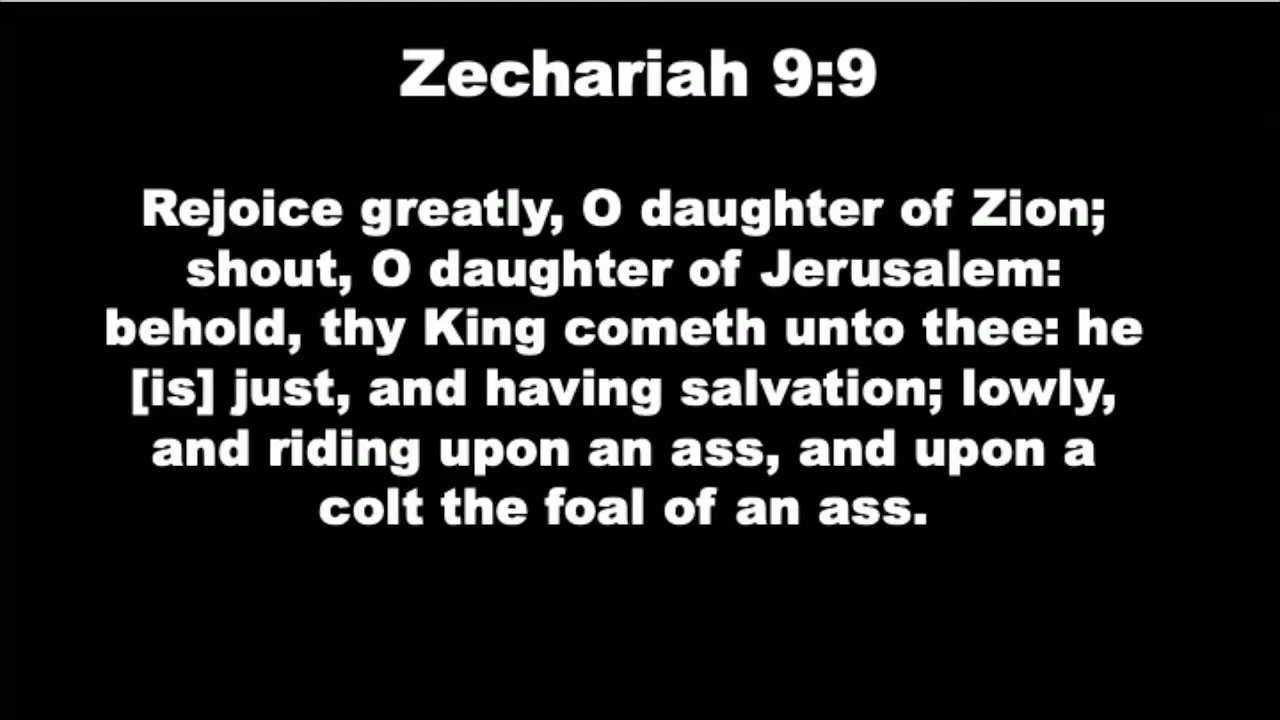 Zechariah 9:9
Rejoice greatly, O daughter of Zion;
shout, O daughter of Jerusalem:
behold, thy King cometh unto thee: he
[is] just, and having salvation; lowly,
and riding upon an ass, and upon a
colt the foal of an ass.